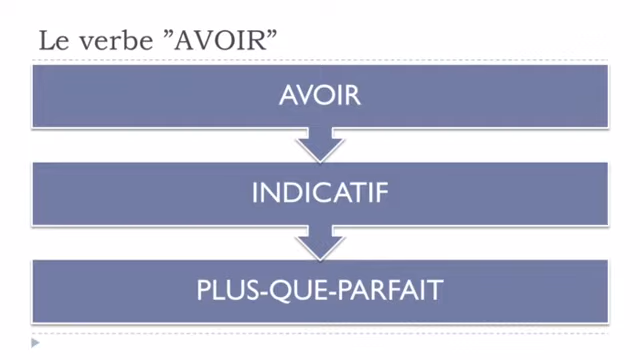 Le verbe ”AVOIR”
AVOIR
INDICATIF
PLUS-QUE-PARFAIT